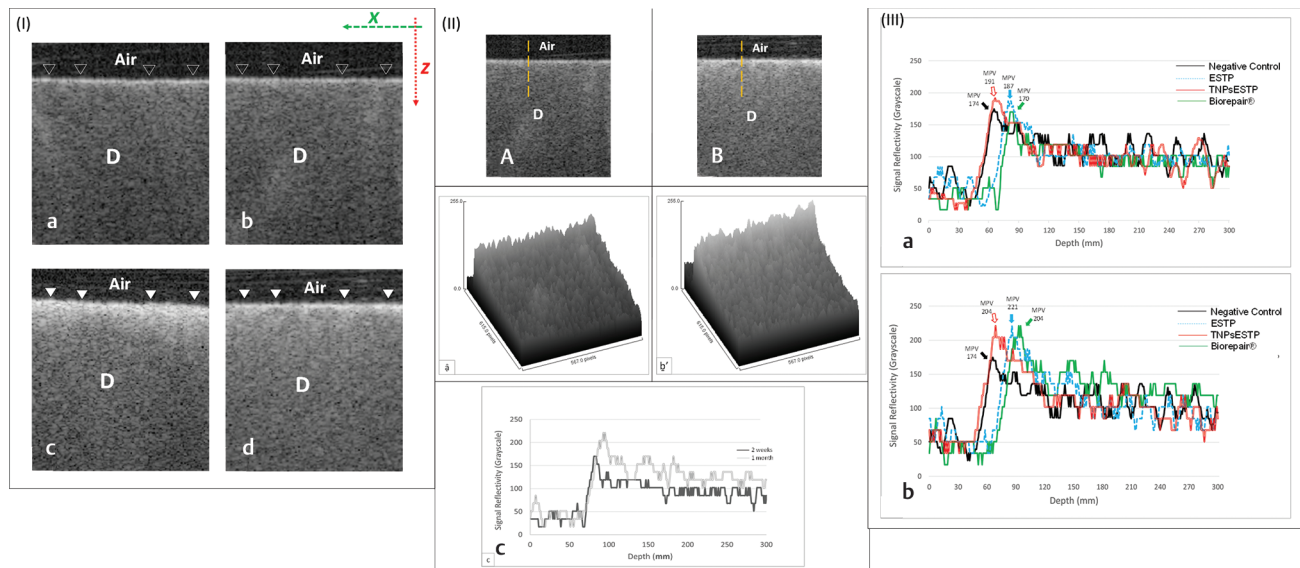 (I)
X
Z
Air
D
a
Air
D
b
Air
D
c
Air
D
d
(II)
Air
D
A
Air
D
B
255.0
0.0
615.0 pixels
567.0 pixels
255.0
0.0
615.0 pixels
567.0 pixels
b'
Signal Reflectivity (Grayscale)
250
200
150
100
50
0
0 50 100 150 200 250 300
Depth (mm)
2 weeks
1 month
C
c
(III)
Signal Reflectivity (Grayscale)
250
200
150
100
50
0
0 30 60 90 120 150 180 210 240 270 300
Depth (mm)
MPV
174
MPV
191
MPV
187
MPV
170
Negative Control
ESTP
TNPsESTP
Biorepair®
a
Signal Reflectivity (Grayscale)
250
200
150
100
50
0
0 30 60 90 120 150 180 210 240 270 300
Depth (mm)
MPV
174
MPV
204
MPV
221
MPV
204
Negative Control
ESTP
TNPsESTP
Biorepair®
b